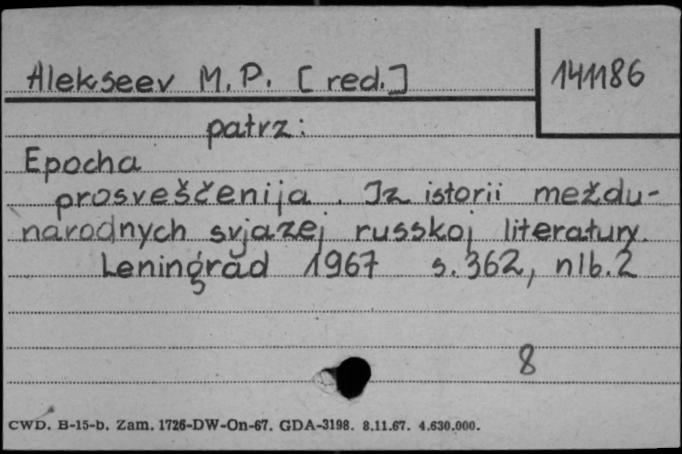 Alekseev M.P. [red.]
141186
patrz:
Epocha
prosveščenija. Iz istorii meždu-
narodnych svjazej russkoj literatury.
Leningrad 1967 s. 362, nlb. 2
8
CWD. B-15-b. Zam. 1726-DW-On-67. GDA-3198. 8.11.67. 4.630.000.